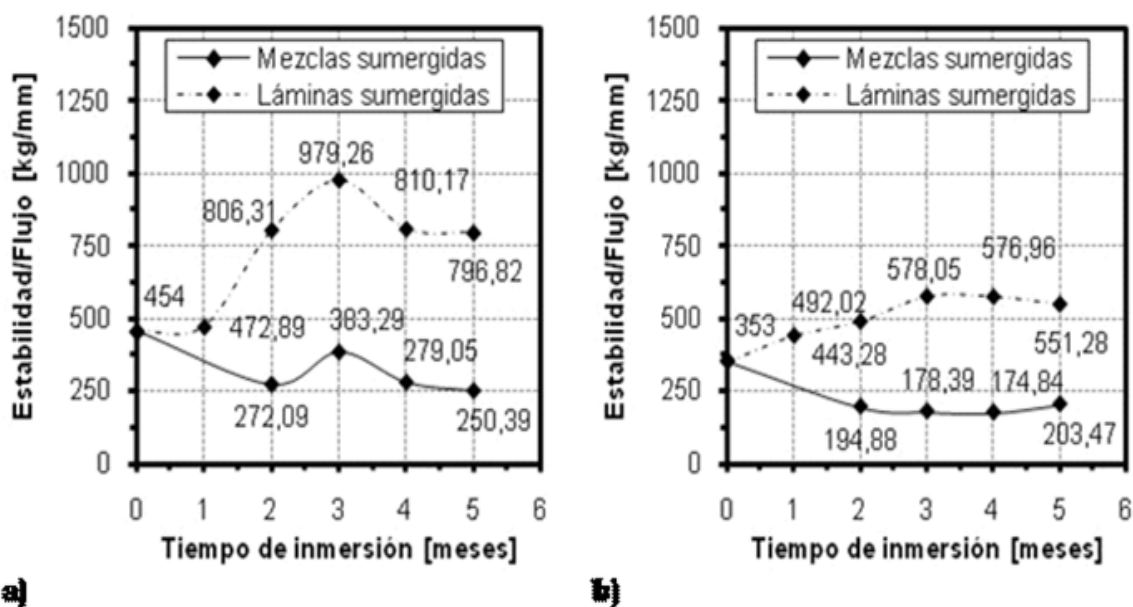 1500
1250
1000
750
500
250
0
0 1 2 3 4 5 6
Estabilidad/Flujo [kg/mm]
Tiempo de inmersión [meses]
Mezclas sumergidas
Láminas sumergidas
454
472,89
806,31
979,26
810,17
796,82
272,09
383,29
279,05
250,39
a)
1500
1250
1000
750
500
250
0
0 1 2 3 4 5 6
Estabilidad/Flujo [kg/mm]
Tiempo de inmersión [meses]
Mezclas sumergidas
Láminas sumergidas
353
443,28
492,02
578,05
576,96
551,28
194,88
178,39
174,84
203,47
b)